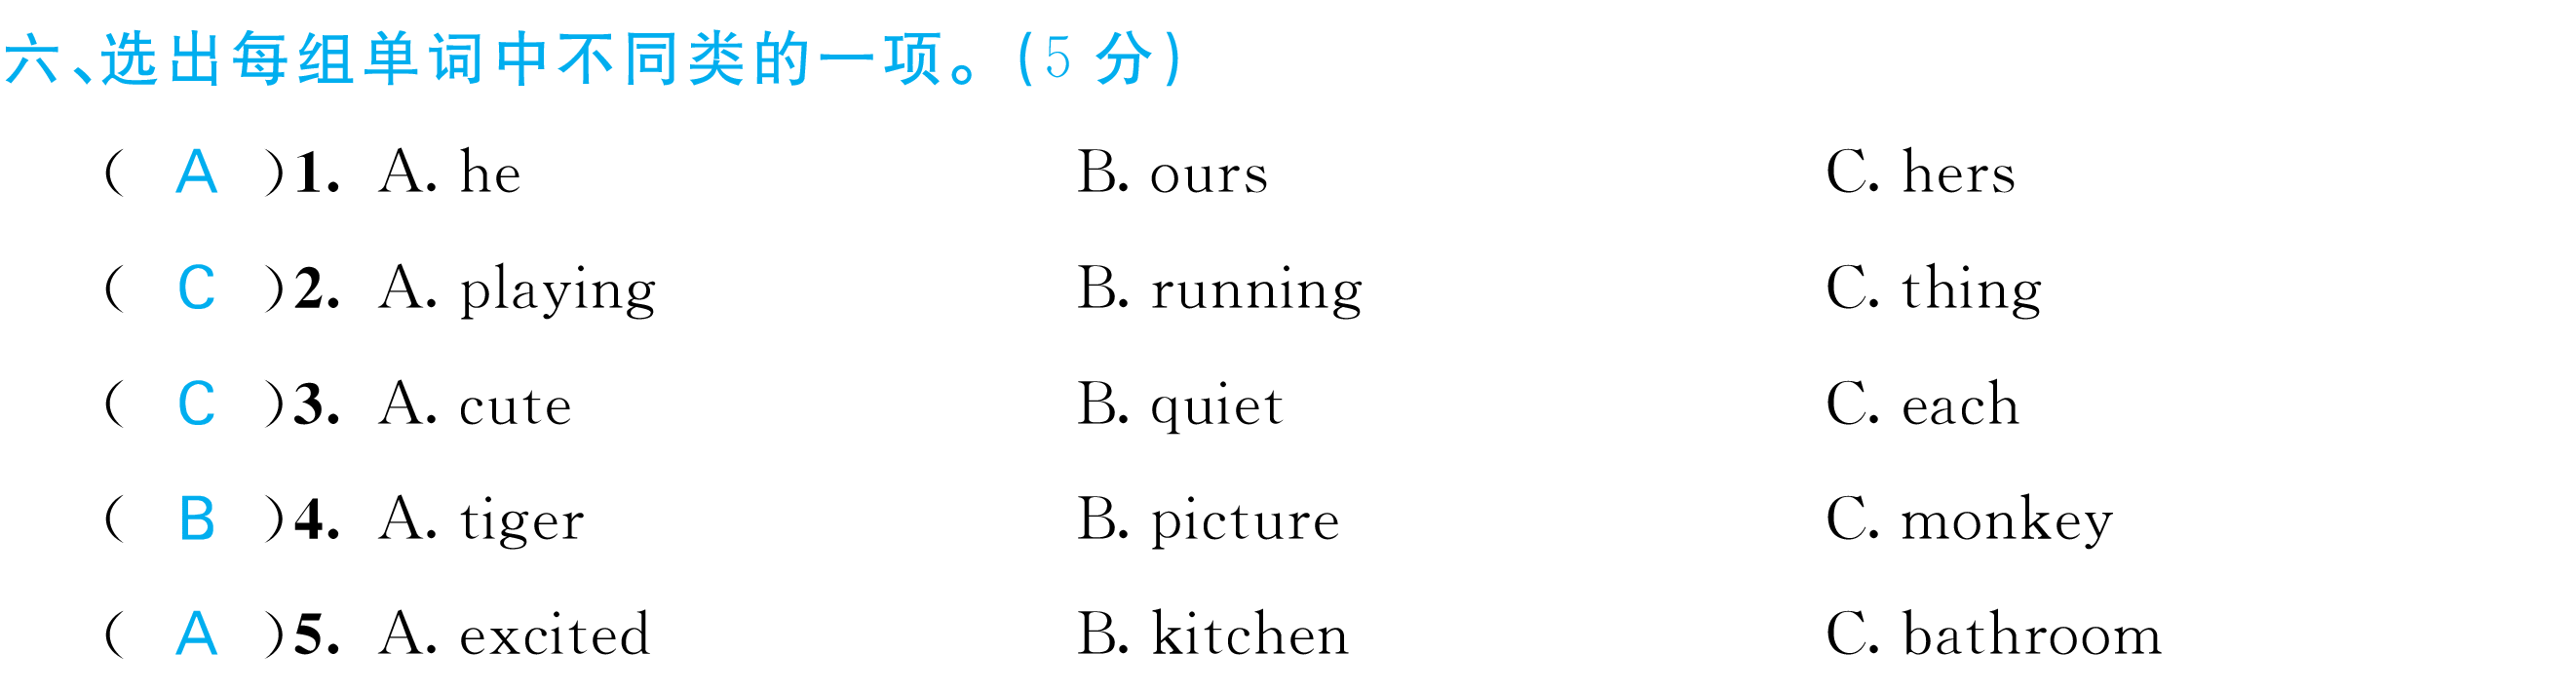 六、选出每组单词中不同类的一项。(5 分)
( A )1. A. he B. ours C. hers
( C )2. A. playing B. running C. thing
( C )3. A. cute B. quiet C. each
( B )4. A. tiger B. picture C. monkey
( A )5. A. excited B. kitchen C. bathroom